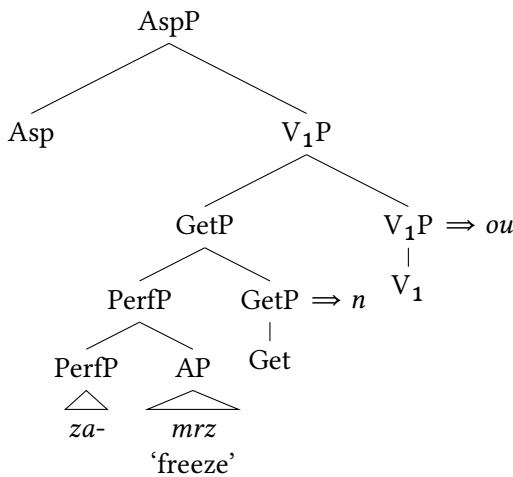 AspP
Asp V₁P
GetP V₁P ⇒ ou
PerfP GetP ⇒ n V₁
PerfP AP Get
za- mrz
‘freeze’